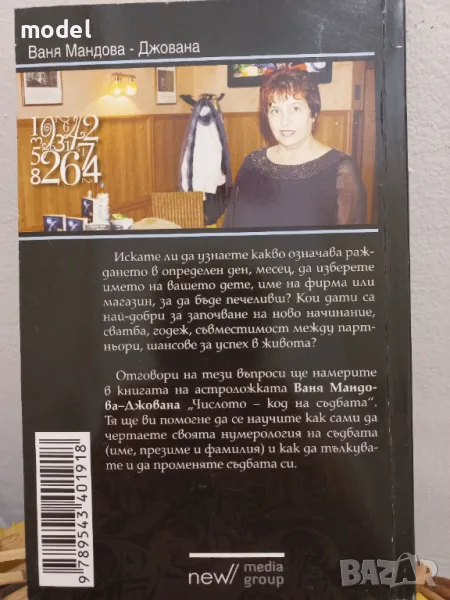 model
Ваня Мандова - Джована
Искате ли да узнаете какво означава раж-
дането в определен ден, месец, да изберете
името на вашето дете, име на фирма или
магазин, за да бъде печеливш? Кои дати са
най-добри за започване на ново начинание,
сватба, годеж, съвместимост между парт-
ньори, шансове за успех в живота?
Отговори на тези въпроси ще намерите
в книгата на астроложката Ваня Мандо-
ва–Джована „Числото – код на съдбата“.
Тя ще ви помогне да се научите как сами да
чертаете своята нумерология на съдбата
(име, презиме и фамилия) и как да тълкува-
те и да променяте съдбата си.
9 789543 401918
new media
group
BAZAR.BG